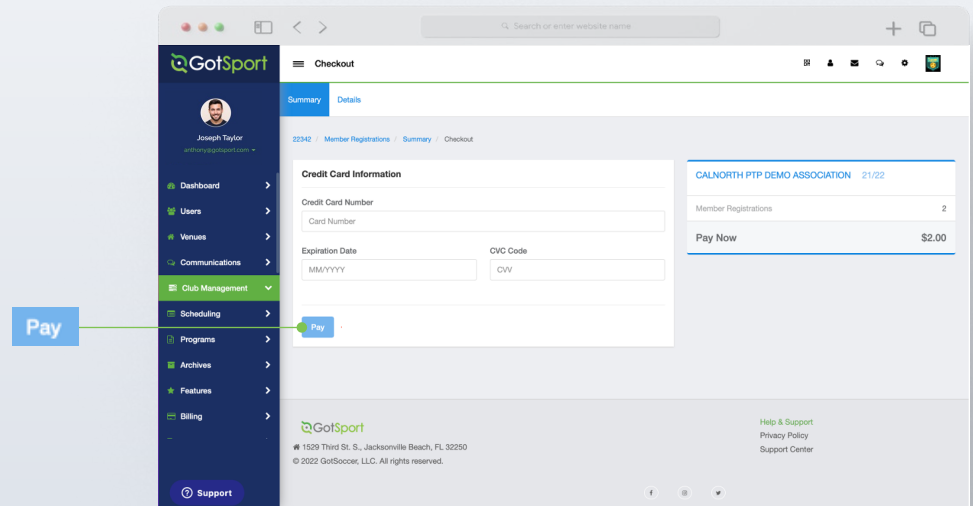 Search or enter website name
GotSport
Checkout
Joseph Taylor
anthony@gotsport.com
Summary
Details
22342 / Member Registrations / Summary / Checkout
Dashboard
Users
Venues
Communications
Club Management
Scheduling
Programs
Archives
Features
Billing
Support
Credit Card Information
Credit Card Number
Card Number
Expiration Date
CVC Code
MM/YYYY
CVV
Pay
Pay
CALNORTH PTP DEMO ASSOCIATION 21/22
Member Registrations 2
Pay Now $2.00
GotSport
1529 Third St. S., Jacksonville Beach, FL 32250
© 2022 GotSoccer, LLC. All rights reserved.
Help & Support
Privacy Policy
Support Center